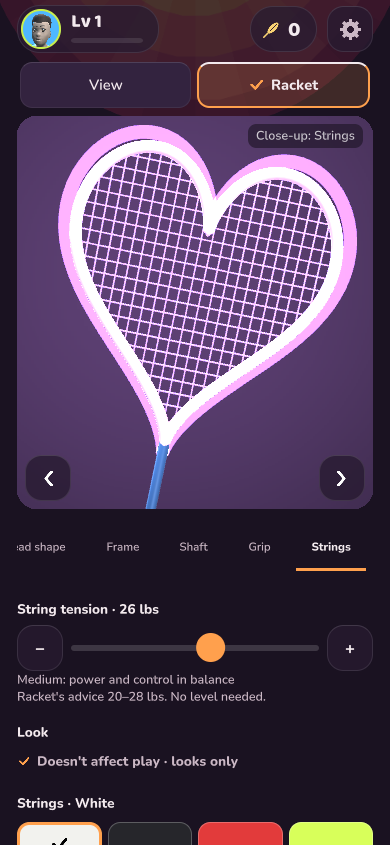 Lv 1
0
View
Racket
Close-up: Strings
ead shape
Frame
Shaft
Grip
Strings
String tension · 26 lbs
−
+
Medium: power and control in balance
Racket's advice 20–28 lbs. No level needed.
Look
Doesn't affect play · looks only
Strings · White